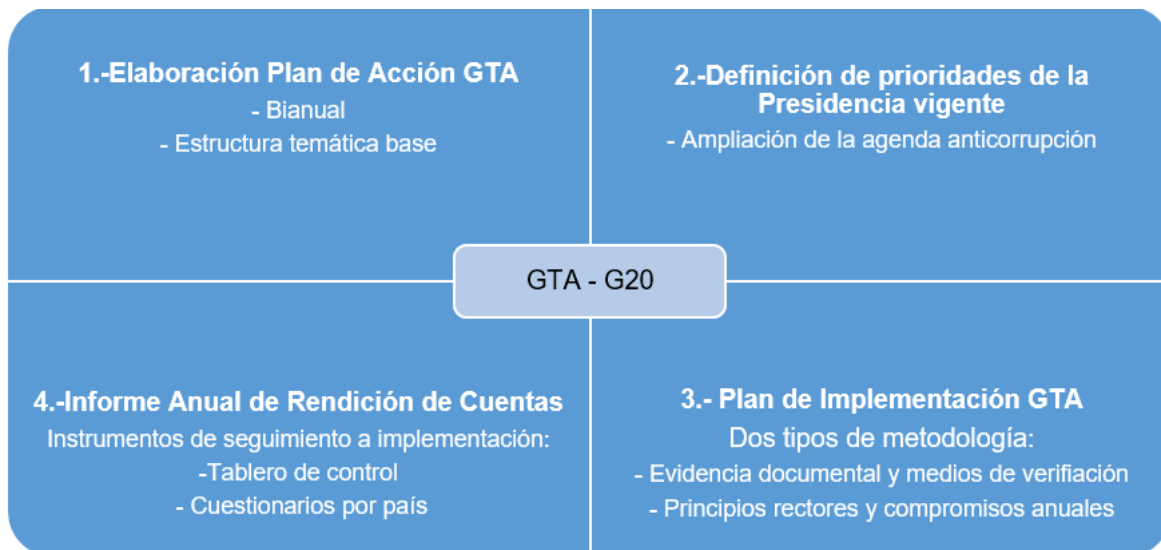 1.-Elaboración Plan de Acción GTA
- Bianual
- Estructura temática base
2.-Definición de prioridades de la
Presidencia vigente
- Ampliación de la agenda anticorrupción
GTA - G20
4.-Informe Anual de Rendición de Cuentas
Instrumentos de seguimiento a implementación:
-Tablero de control
- Cuestionarios por país
3.- Plan de Implementación GTA
Dos tipos de metodología:
- Evidencia documental y medios de verifiación
- Principios rectores y compromisos anuales